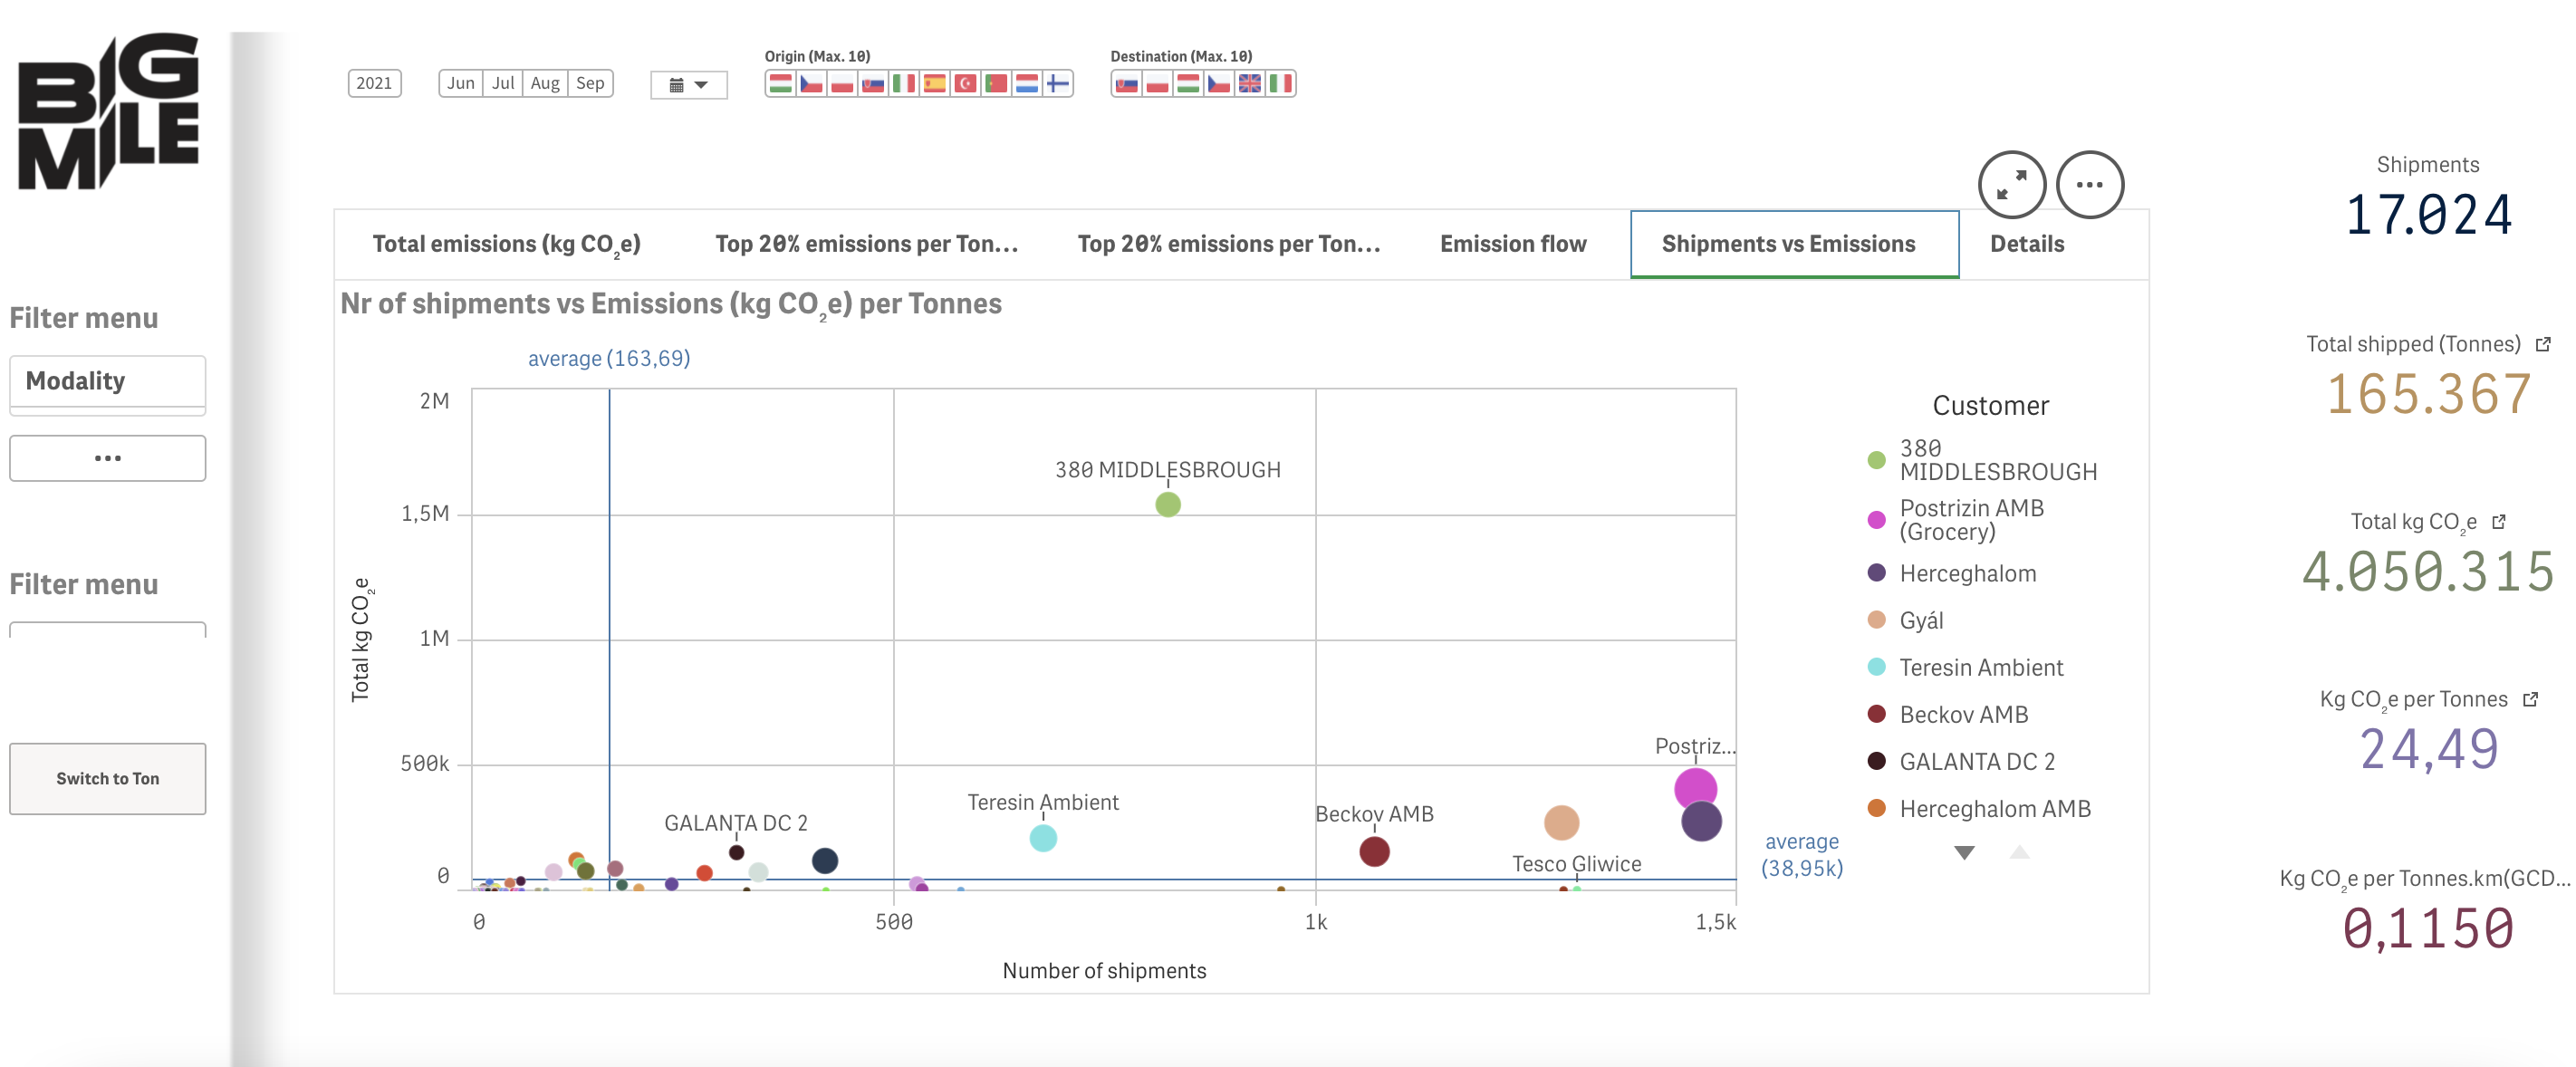 BIG
MILE
2021
Jun Jul Aug Sep
Origin (Max. 10)
Destination (Max. 10)
Filter menu
Modality
...
Filter menu
Switch to Ton
Total emissions (kg CO₂e)
Top 20% emissions per Ton...
Top 20% emissions per Ton...
Emission flow
Shipments vs Emissions
Details
Nr of shipments vs Emissions (kg CO₂e) per Tonnes
average (163,69)
2M
1,5M
1M
500k
0
Total kg CO₂e
380 MIDDLESBROUGH
Postriz...
Teresin Ambient
Beckov AMB
GALANTA DC 2
Tesco Gliwice
average
(38,95k)
0
500
1k
1,5k
Number of shipments
Customer
380
MIDDLESBROUGH
Postrizin AMB
(Grocery)
Herceghalom
Gyál
Teresin Ambient
Beckov AMB
GALANTA DC 2
Herceghalom AMB
Shipments
17.024
Total shipped (Tonnes)
165.367
Total kg CO₂e
4.050.315
Kg CO₂e per Tonnes
24,49
Kg CO₂e per Tonnes.km(GCD...
0,1150